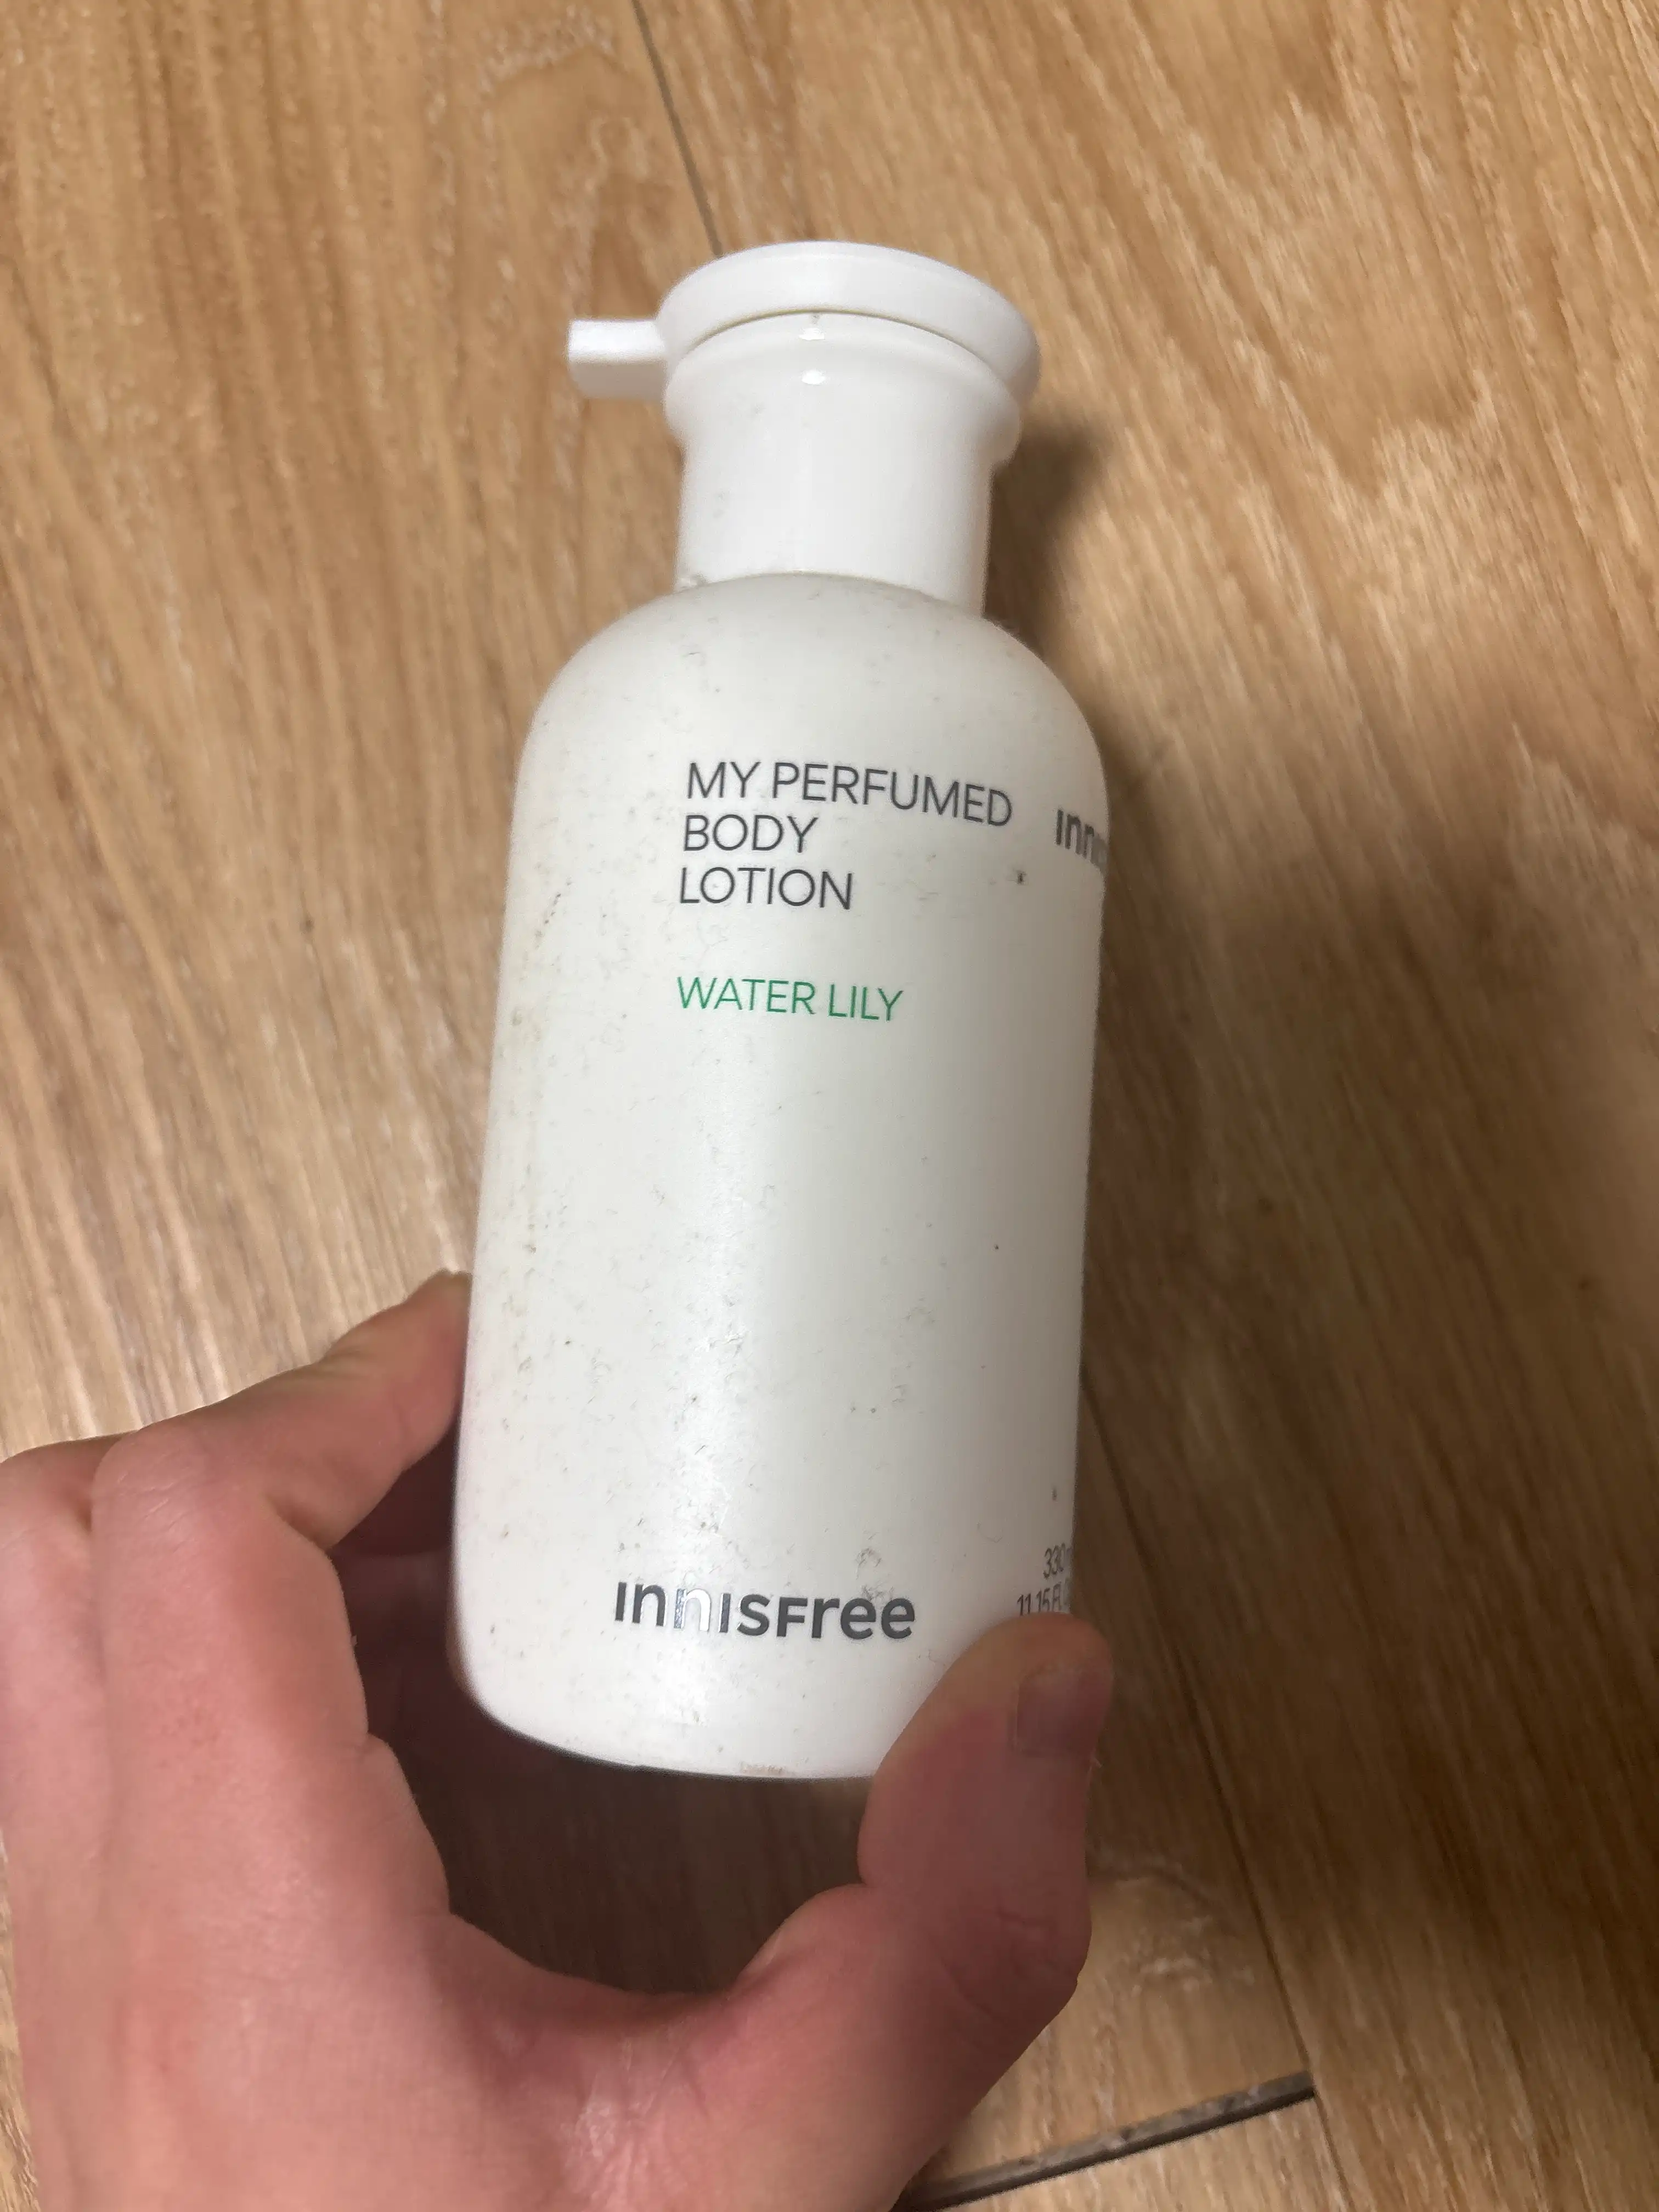 MY PERFUMED
BODY
LOTION
WATER LILY
INNISFree